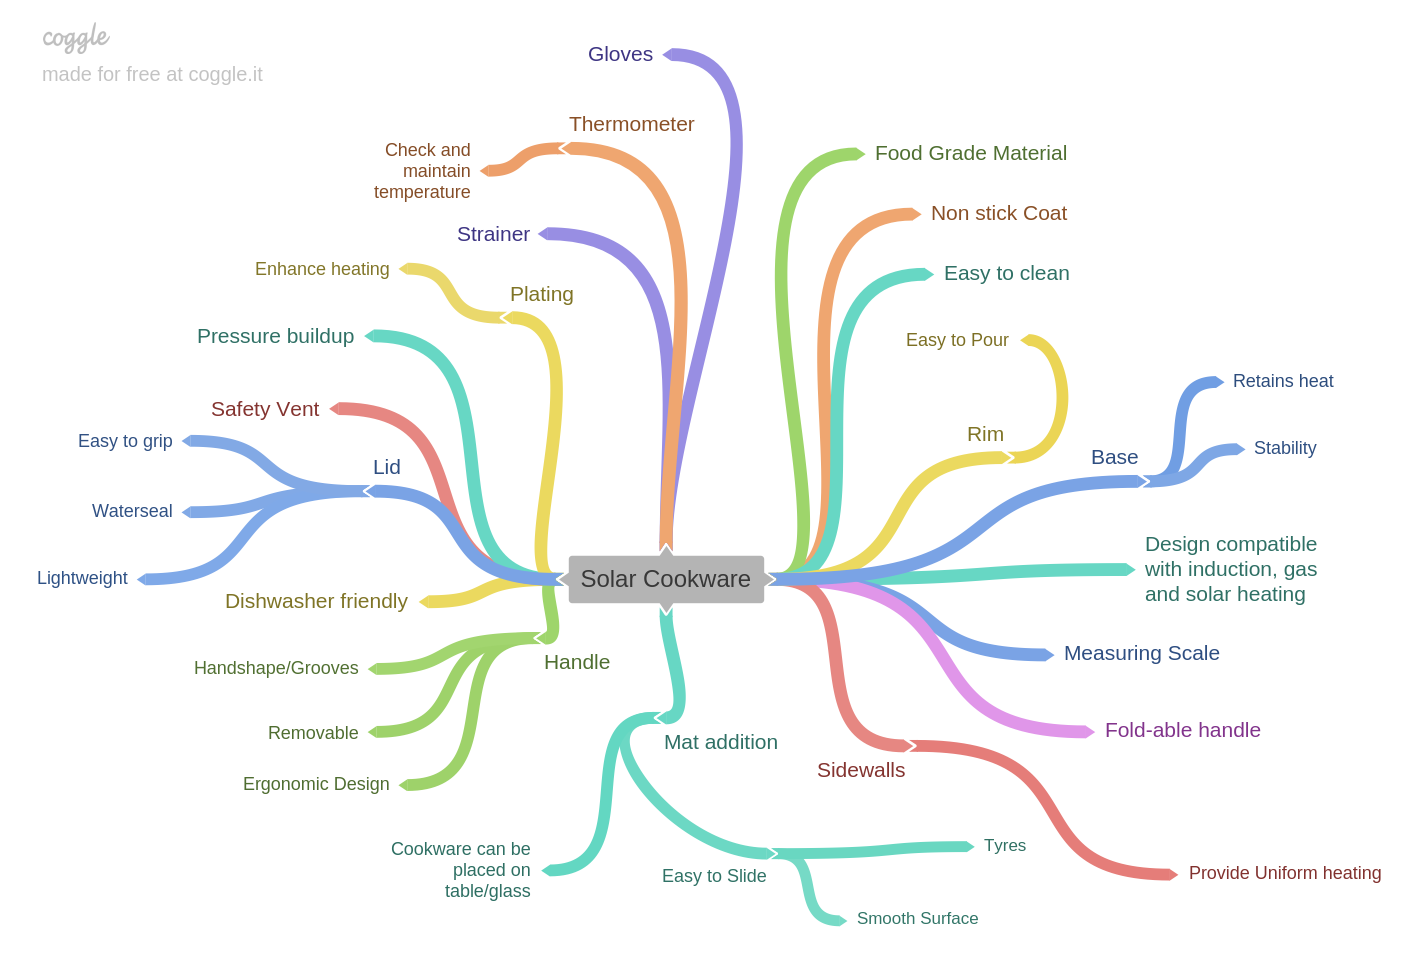 coggle
made for free at coggle.it
Gloves
Thermometer
Check and
maintain
temperature
Strainer
Enhance heating
Plating
Pressure buildup
Safety Vent
Easy to grip
Lid
Waterseal
Lightweight
Dishwasher friendly
Handshape/Grooves
Handle
Removable
Ergonomic Design
Solar Cookware
Food Grade Material
Non stick Coat
Easy to clean
Easy to Pour
Rim
Retains heat
Base
Stability
Design compatible
with induction, gas
and solar heating
Measuring Scale
Fold-able handle
Sidewalls
Provide Uniform heating
Mat addition
Cookware can be
placed on
table/glass
Easy to Slide
Tyres
Smooth Surface